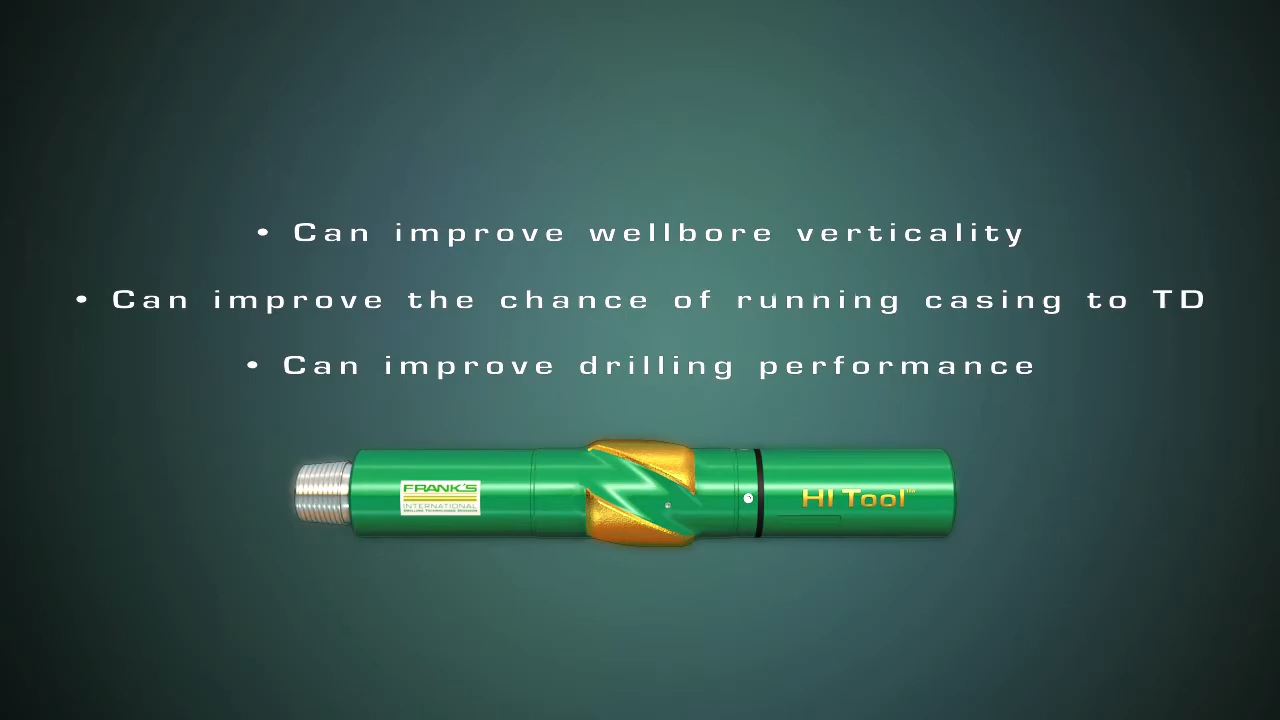 • Can improve wellbore verticality
• Can improve the chance of running casing to TD
• Can improve drilling performance
FRANK'S
INTERNATIONAL
HI Tool™